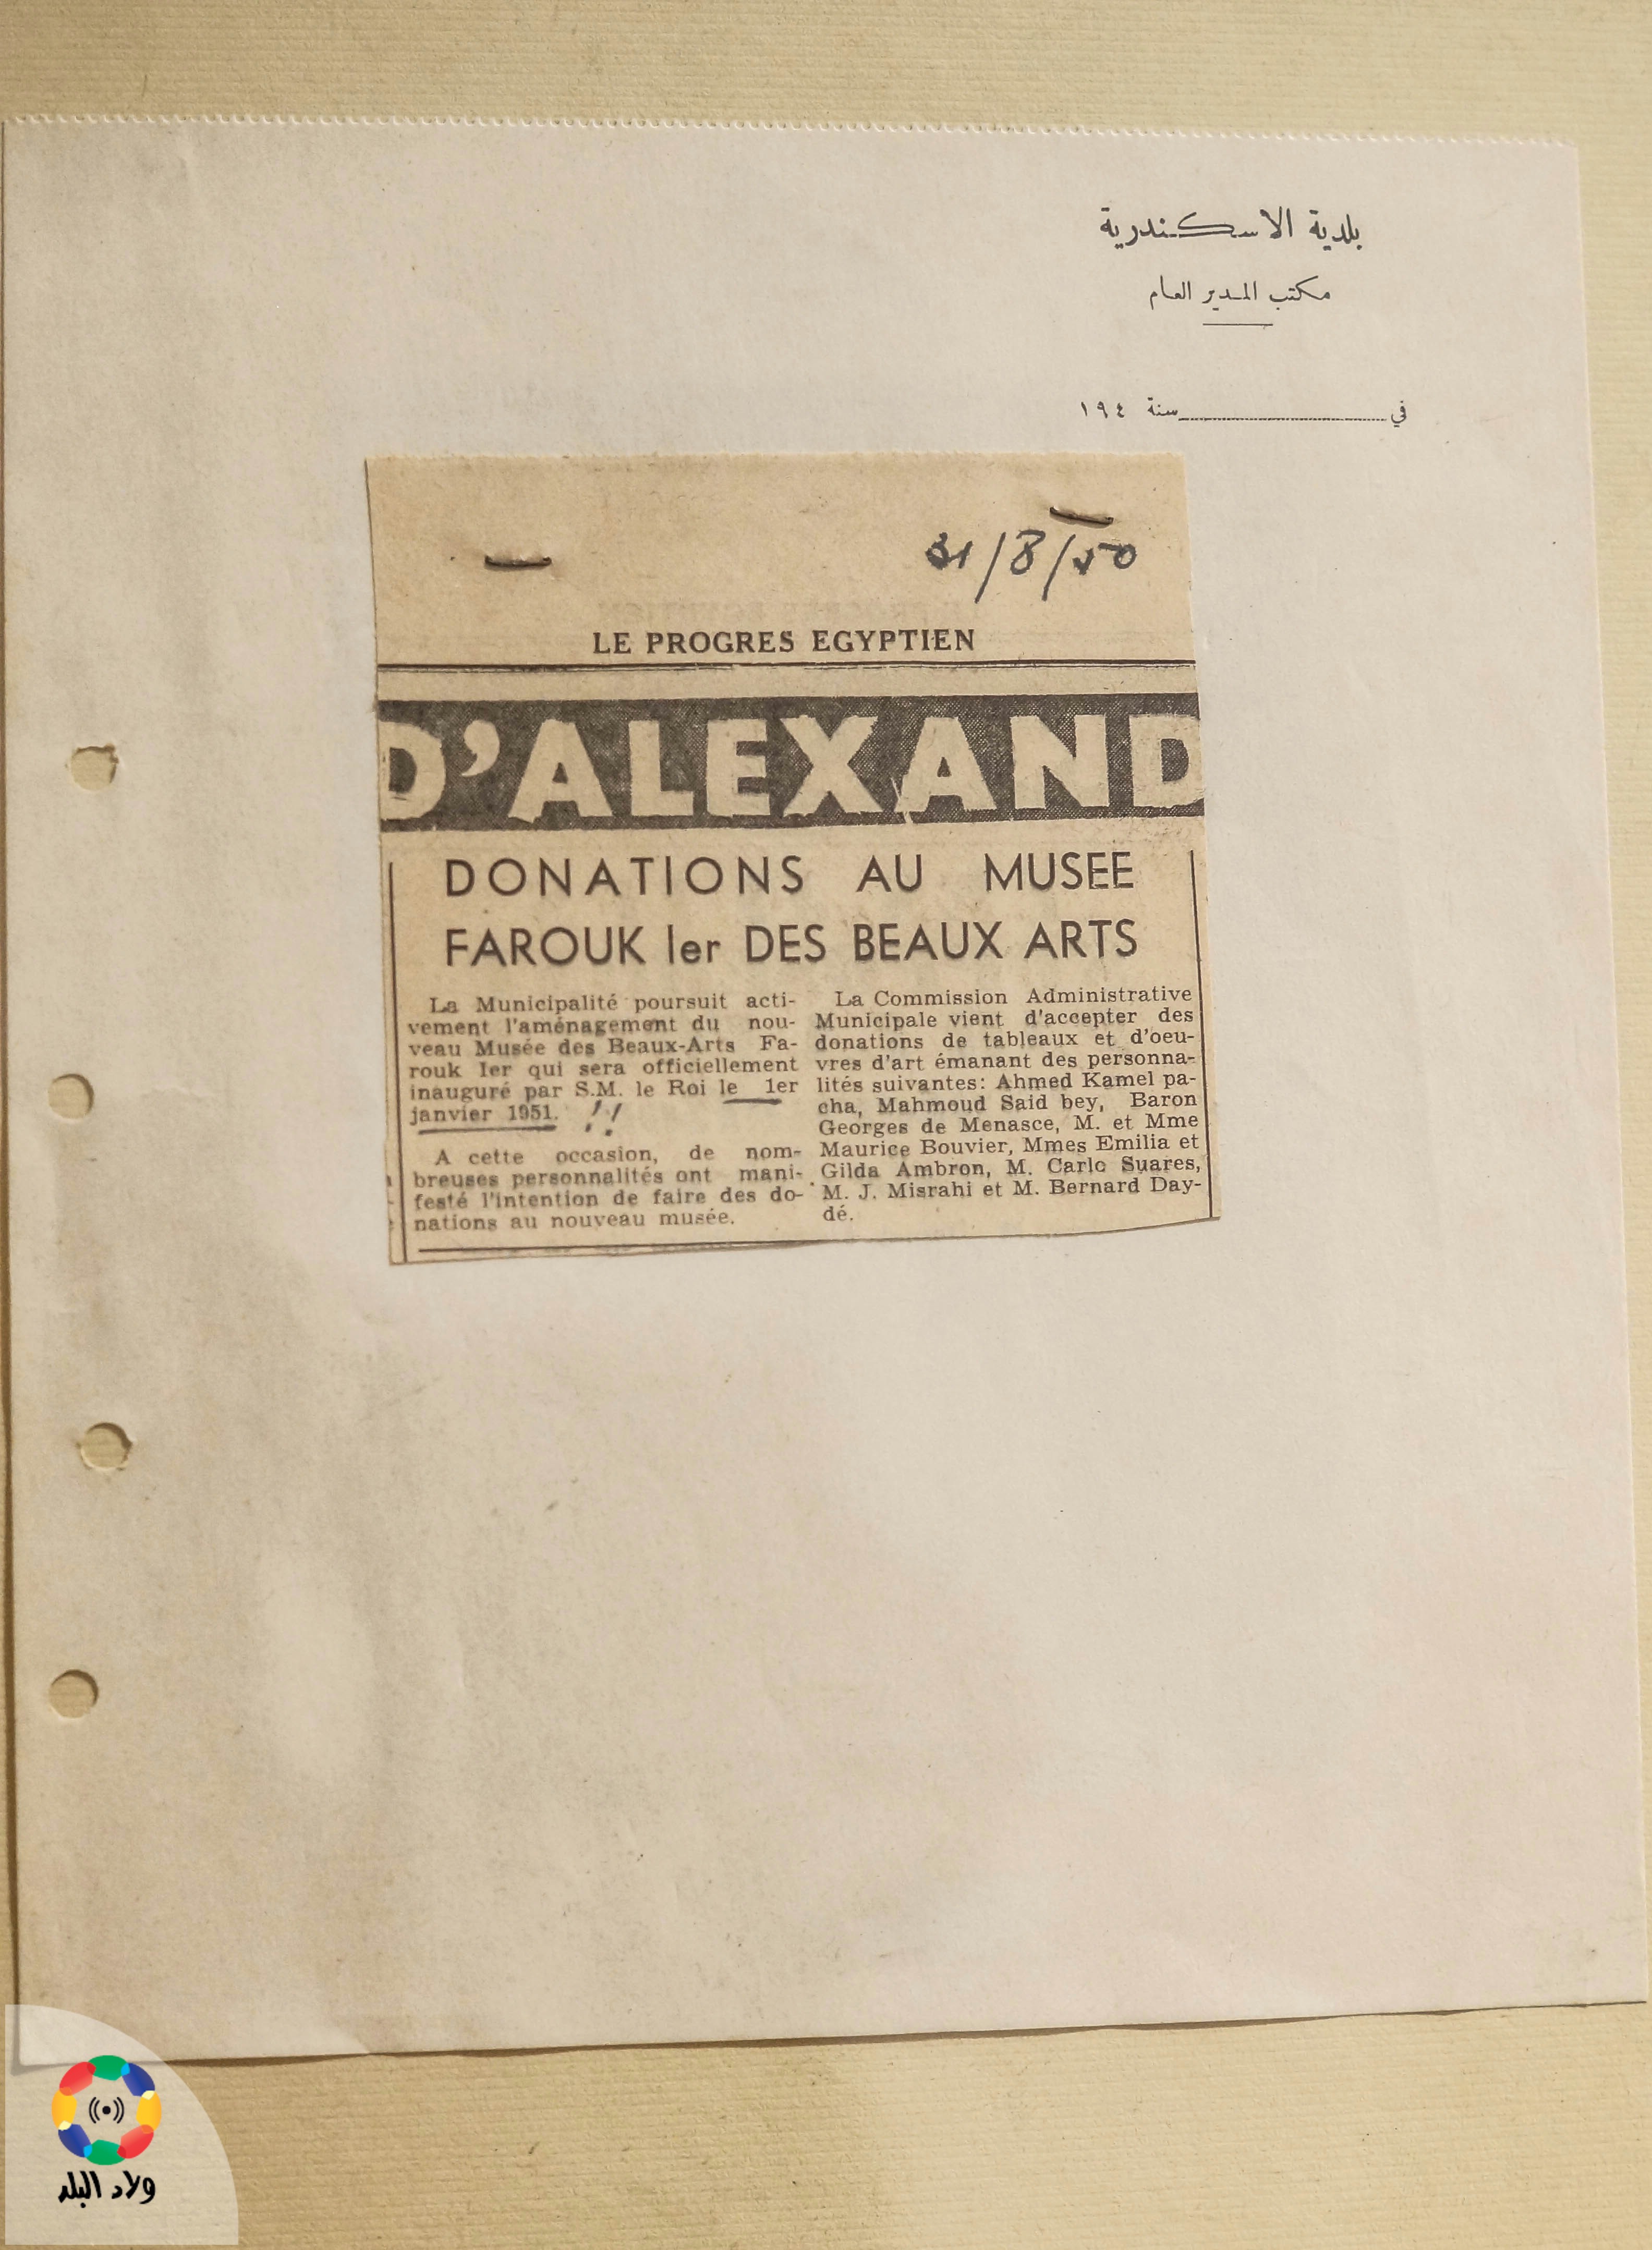 بلدية الاسكندرية
مكتب المدير العام
في سنة ١٩٤
31/8/50
LE PROGRES EGYPTIEN
D'ALEXAND
DONATIONS AU MUSEE
FAROUK Ier DES BEAUX ARTS
La Municipalité poursuit acti-
vement l'aménagement du nou-
veau Musée des Beaux-Arts Fa-
rouk Ier qui sera officiellement
inauguré par S.M. le Roi le 1er
janvier 1951. !!
A cette occasion, de nom-
breuses personnalités ont mani-
festé l'intention de faire des do-
nations au nouveau musée.
La Commission Administrative
Municipale vient d'accepter des
donations de tableaux et d'oeu-
vres d'art émanant des personna-
lités suivantes: Ahmed Kamel pa-
cha, Mahmoud Said bey, Baron
Georges de Menasce, M. et Mme
Maurice Bouvier, Mmes Emilia et
Gilda Ambron, M. Carlo Suares,
M. J. Misrahi et M. Bernard Day-
dé.
ولاد البلد